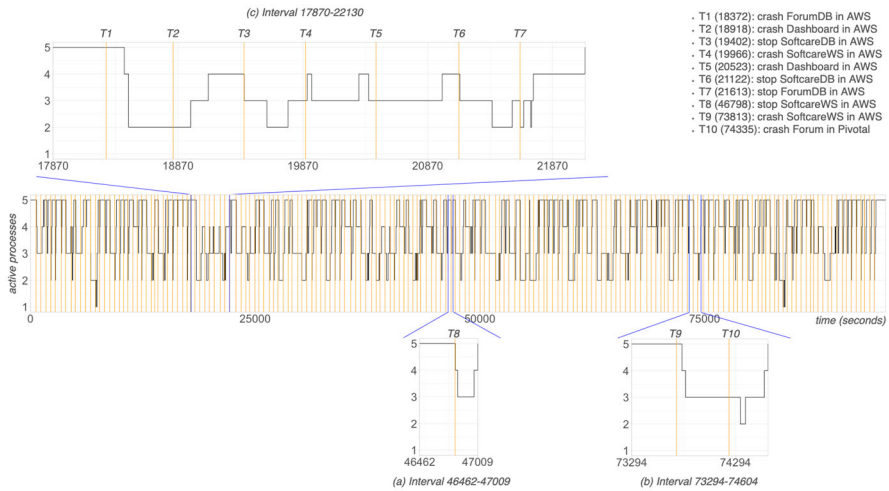 (c) Interval 17870-22130
T1 T2 T3 T4 T5 T6 T7
5
4
3
2
1
17870 18870 19870 20870 21870
T1 (18372): crash ForumDB in AWS
T2 (18918): crash Dashboard in AWS
T3 (19402): stop SoftcareDB in AWS
T4 (19966): crash SoftcareWS in AWS
T5 (20523): crash Dashboard in AWS
T6 (21122): stop SoftcareDB in AWS
T7 (21613): stop ForumDB in AWS
T8 (46798): stop SoftcareWS in AWS
T9 (73813): crash SoftcareWS in AWS
T10 (74335): crash Forum in Pivotal
active processes
5
4
3
2
1
0 25000 50000 75000 time (seconds)
T8
5
4
3
2
1
46462 47009
(a) Interval 46462-47009
T9 T10
5
4
3
2
1
73294 74294
(b) Interval 73294-74604